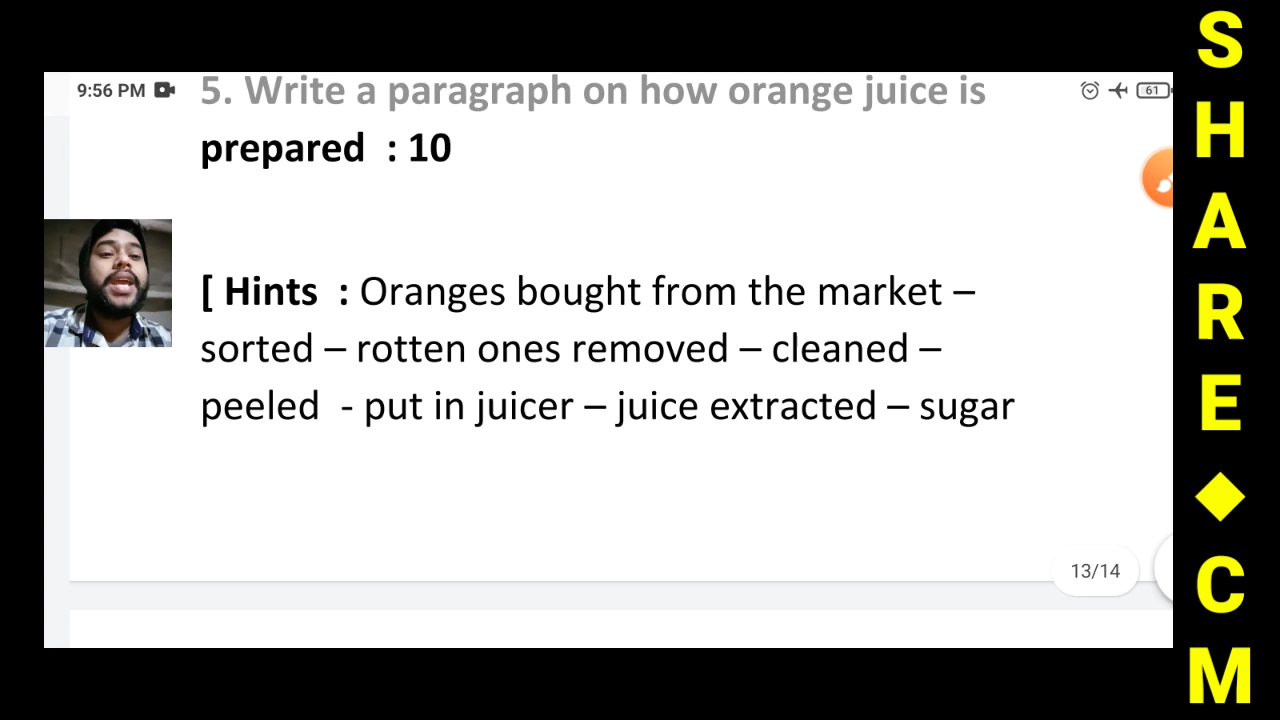 9:56 PM
61
5. Write a paragraph on how orange juice is
prepared : 10
[ Hints : Oranges bought from the market –
sorted – rotten ones removed – cleaned –
peeled - put in juicer – juice extracted – sugar
13/14
SHARE◆CM